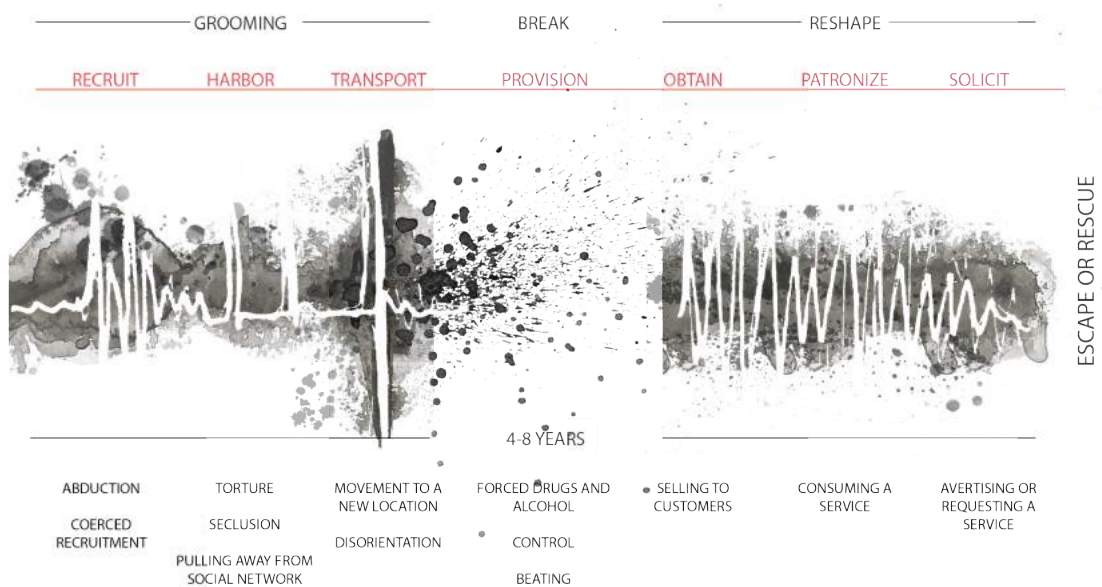 GROOMING
BREAK
RESHAPE
RECRUIT
HARBOR
TRANSPORT
PROVISION
OBTAIN
PATRONIZE
SOLICIT
ESCAPE OR RESCUE
4-8 YEARS
ABDUCTION
COERCED
RECRUITMENT
TORTURE
SECLUSION
PULLING AWAY FROM
SOCIAL NETWORK
MOVEMENT TO A
NEW LOCATION
DISORIENTATION
FORCED DRUGS AND
ALCOHOL
CONTROL
BEATING
SELLING TO
CUSTOMERS
CONSUMING A
SERVICE
AVERTISING OR
REQUESTING A
SERVICE